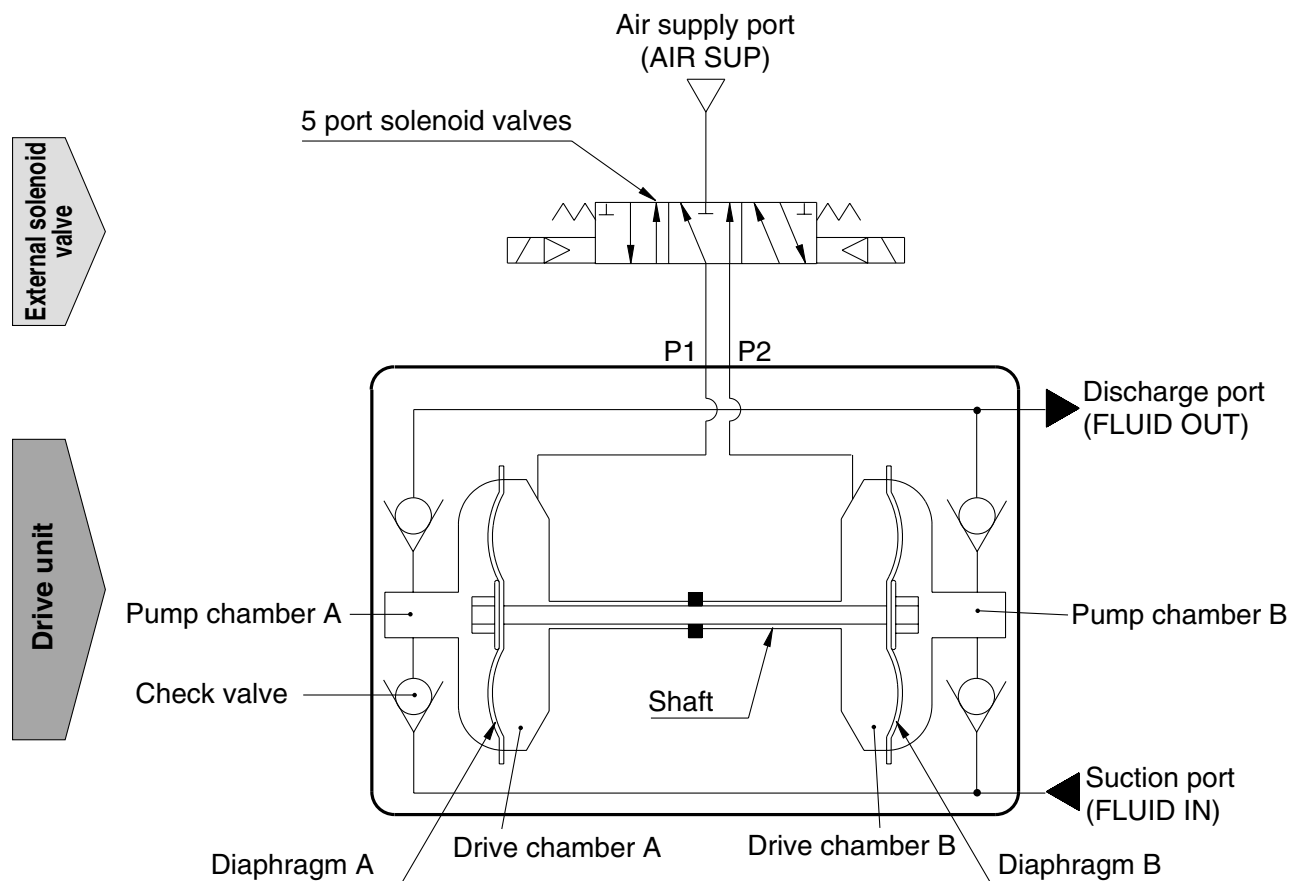 Air supply port
(AIR SUP)
5 port solenoid valves
External solenoid
valve
P1
P2
Discharge port
(FLUID OUT)
Drive unit
Pump chamber A
Pump chamber B
Check valve
Shaft
Suction port
(FLUID IN)
Drive chamber A
Drive chamber B
Diaphragm A
Diaphragm B